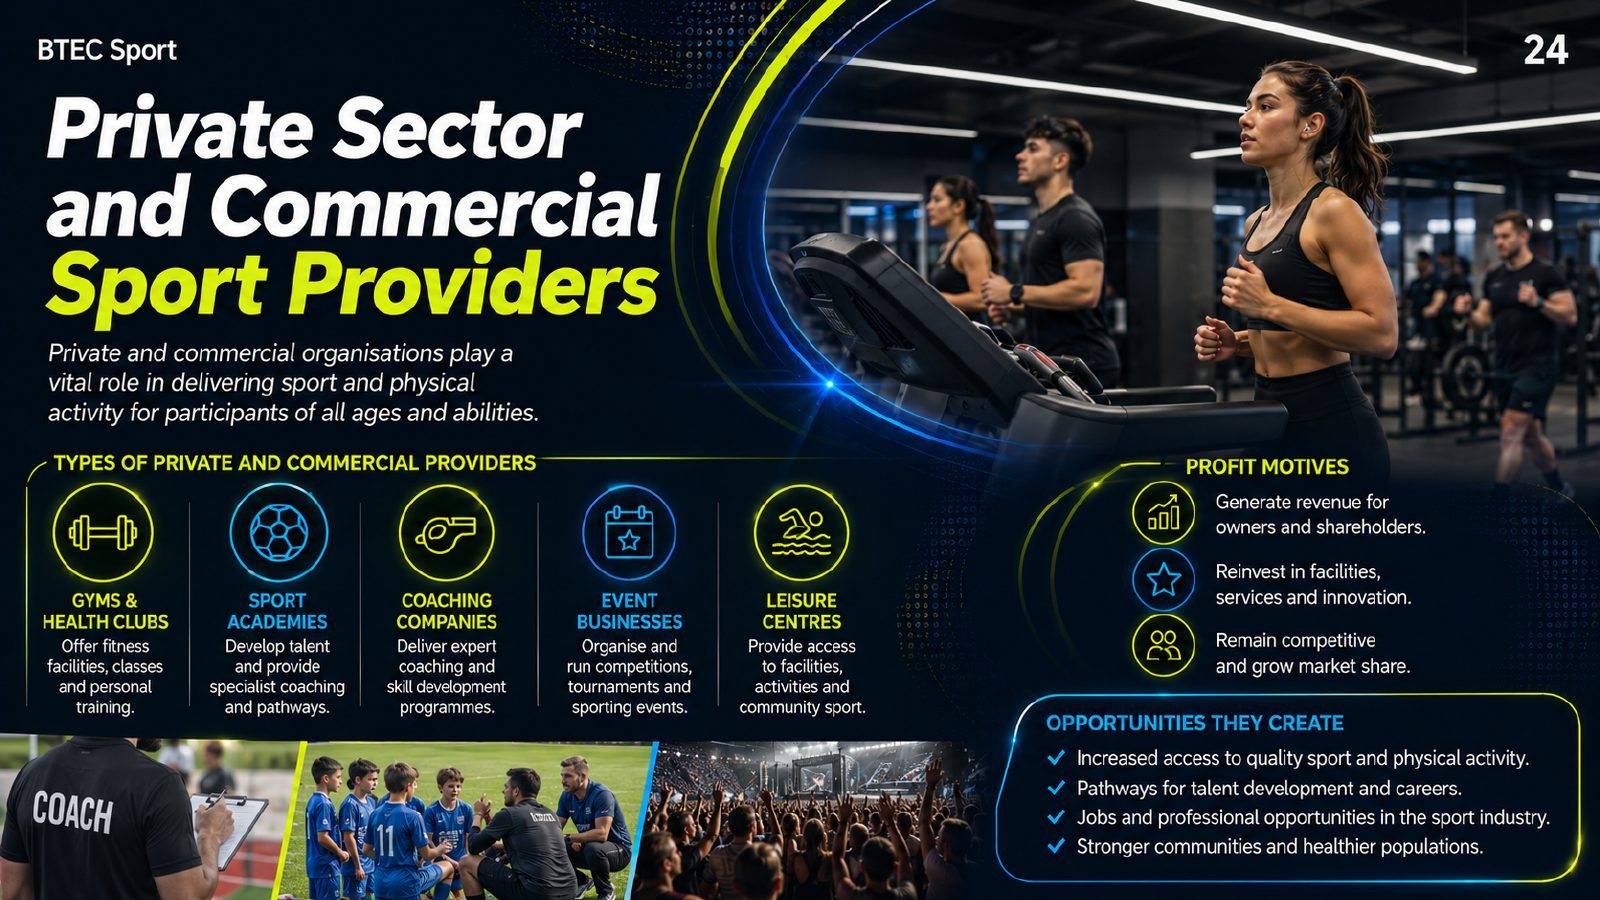 BTEC Sport
24
Private Sector
and Commercial
Sport Providers
Private and commercial organisations play a
vital role in delivering sport and physical
activity for participants of all ages and abilities.
TYPES OF PRIVATE AND COMMERCIAL PROVIDERS
GYMS &
HEALTH CLUBS
Offer fitness
facilities, classes
and personal
training.
SPORT
ACADEMIES
Develop talent
and provide
specialist coaching
and pathways.
COACHING
COMPANIES
Deliver expert
coaching and
skill development
programmes.
EVENT
BUSINESSES
Organise and
run competitions,
tournaments and
sporting events.
LEISURE
CENTRES
Provide access
to facilities,
activities and
community sport.
PROFIT MOTIVES
Generate revenue for
owners and shareholders.
Reinvest in facilities,
services and innovation.
Remain competitive
and grow market share.
OPPORTUNITIES THEY CREATE
Increased access to quality sport and physical activity.
Pathways for talent development and careers.
Jobs and professional opportunities in the sport industry.
Stronger communities and healthier populations.
COACH
11